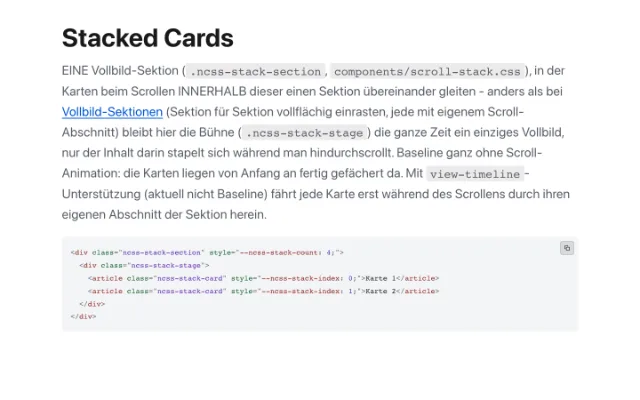 Stacked Cards
EINE Vollbild-Sektion ( .ncss-stack-section , components/scroll-stack.css ), in der
Karten beim Scrollen INNERHALB dieser einen Sektion übereinander gleiten - anders als bei
Vollbild-Sektionen (Sektion für Sektion vollflächig einrasten, jede mit eigenem Scroll-
Abschnitt) bleibt hier die Bühne ( .ncss-stack-stage ) die ganze Zeit ein einziges Vollbild,
nur der Inhalt darin stapelt sich während man hindurchscrollt. Baseline ganz ohne Scroll-
Animation: die Karten liegen von Anfang an fertig gefächert da. Mit view-timeline -
Unterstützung (aktuell nicht Baseline) fährt jede Karte erst während des Scrollens durch ihren
eigenen Abschnitt der Sektion herein.
<div class="ncss-stack-section" style="--ncss-stack-count: 4;">
  <div class="ncss-stack-stage">
    <article class="ncss-stack-card" style="--ncss-stack-index: 0;">Karte 1</article>
    <article class="ncss-stack-card" style="--ncss-stack-index: 1;">Karte 2</article>
  </div>
</div>